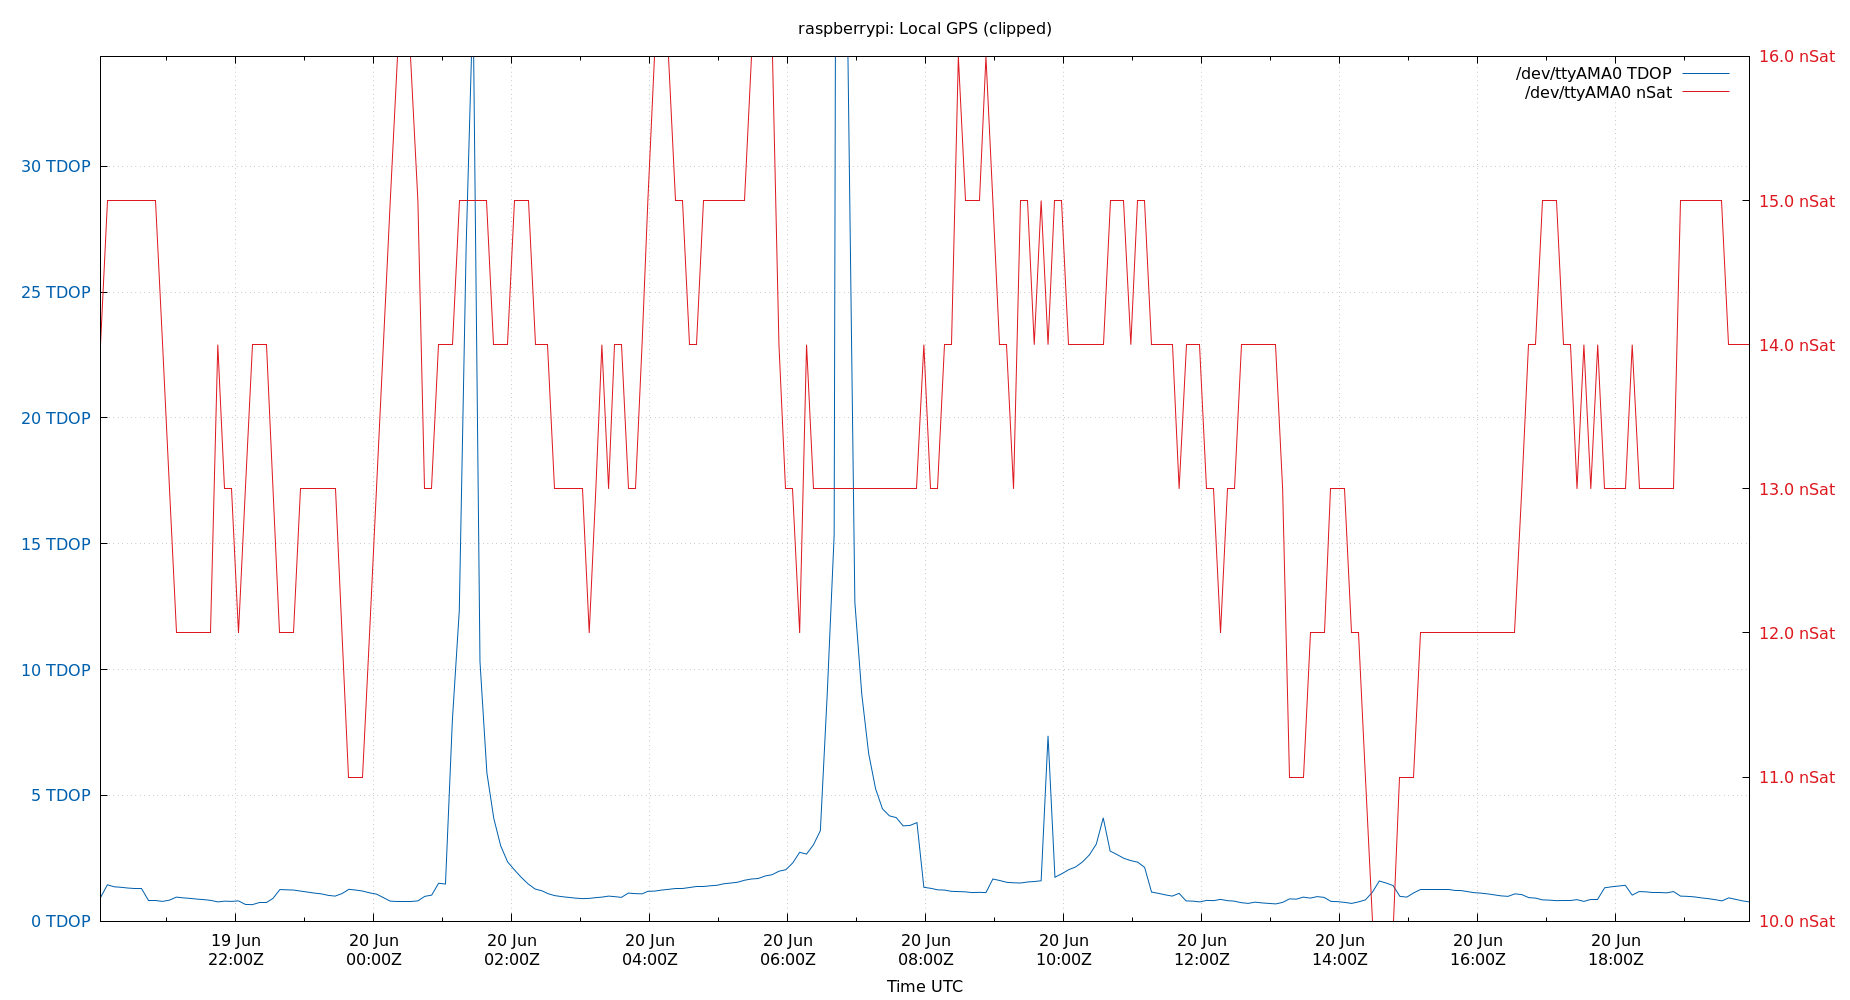 raspberrypi: Local GPS (clipped)
/dev/ttyAMA0 TDOP
/dev/ttyAMA0 nSat
30 TDOP
25 TDOP
20 TDOP
15 TDOP
10 TDOP
5 TDOP
0 TDOP
16.0 nSat
15.0 nSat
14.0 nSat
13.0 nSat
12.0 nSat
11.0 nSat
10.0 nSat
19 Jun
22:00Z
20 Jun
00:00Z
20 Jun
02:00Z
20 Jun
04:00Z
20 Jun
06:00Z
20 Jun
08:00Z
20 Jun
10:00Z
20 Jun
12:00Z
20 Jun
14:00Z
20 Jun
16:00Z
20 Jun
18:00Z
Time UTC